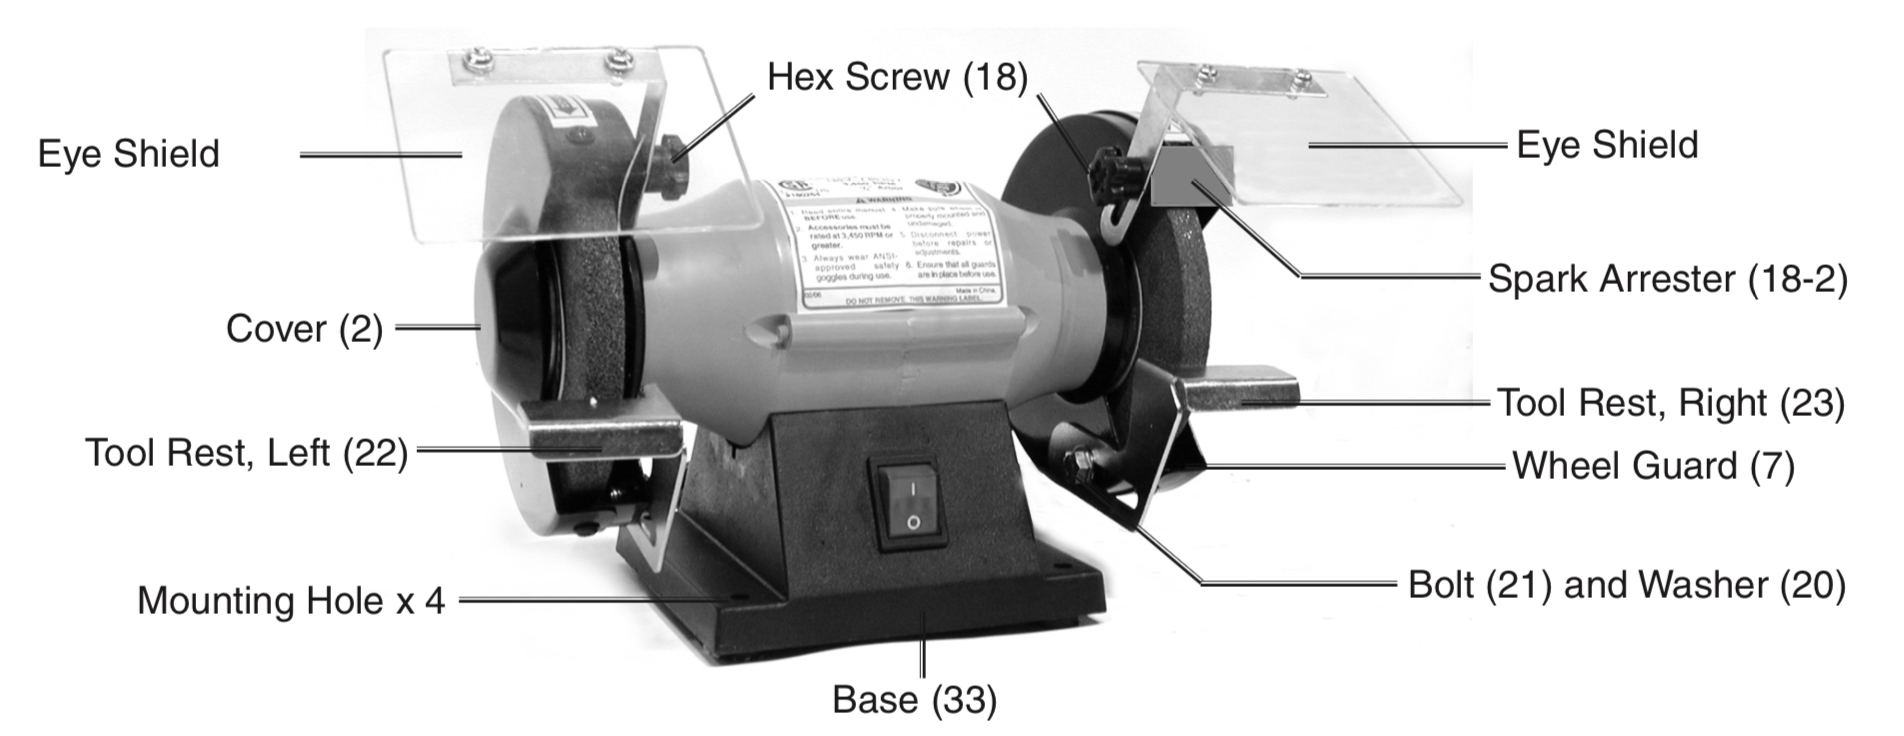 Hex Screw (18)
Eye Shield
Eye Shield
Spark Arrester (18-2)
Cover (2)
Tool Rest, Right (23)
Tool Rest, Left (22)
Wheel Guard (7)
Bolt (21) and Washer (20)
Mounting Hole x 4
Base (33)
WARNING
1. Read entire manual
BEFORE use.
2. Accessories must be
rated at 3,450 RPM or
greater.
3. Always wear ANSI-
approved safety
goggles during use.
4. Make sure wheel is
properly mounted and
undamaged.
5. Disconnect power
before repairs or
adjustments.
6. Ensure that all guards
are in place before use.
Made in China.
DO NOT REMOVE THIS WARNING LABEL.
I
O